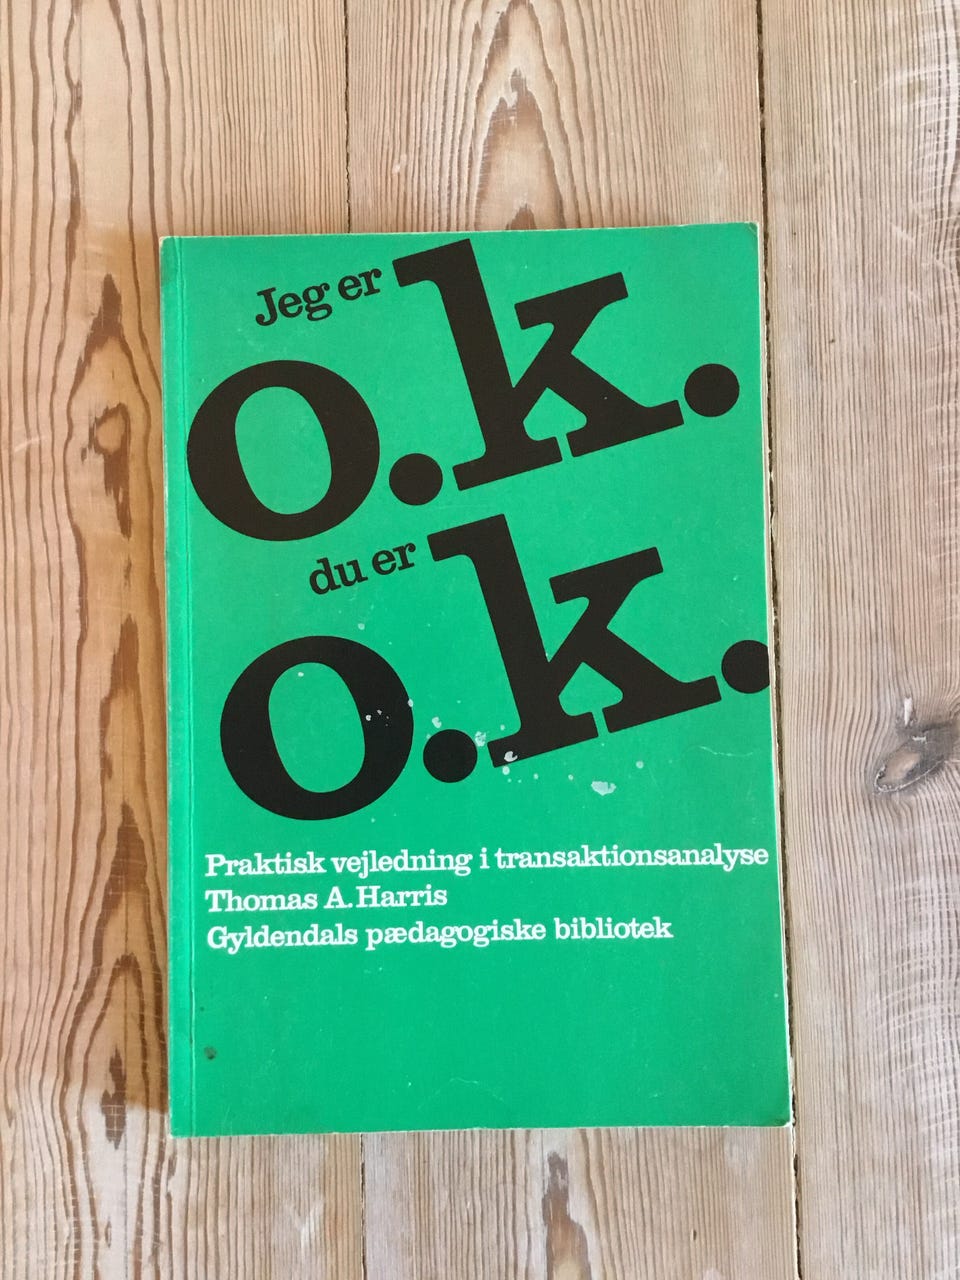 Jeg er
o.k.
du er
o.k.
Praktisk vejledning i transaktionsanalyse
Thomas A. Harris
Gyldendals pædagogiske bibliotek